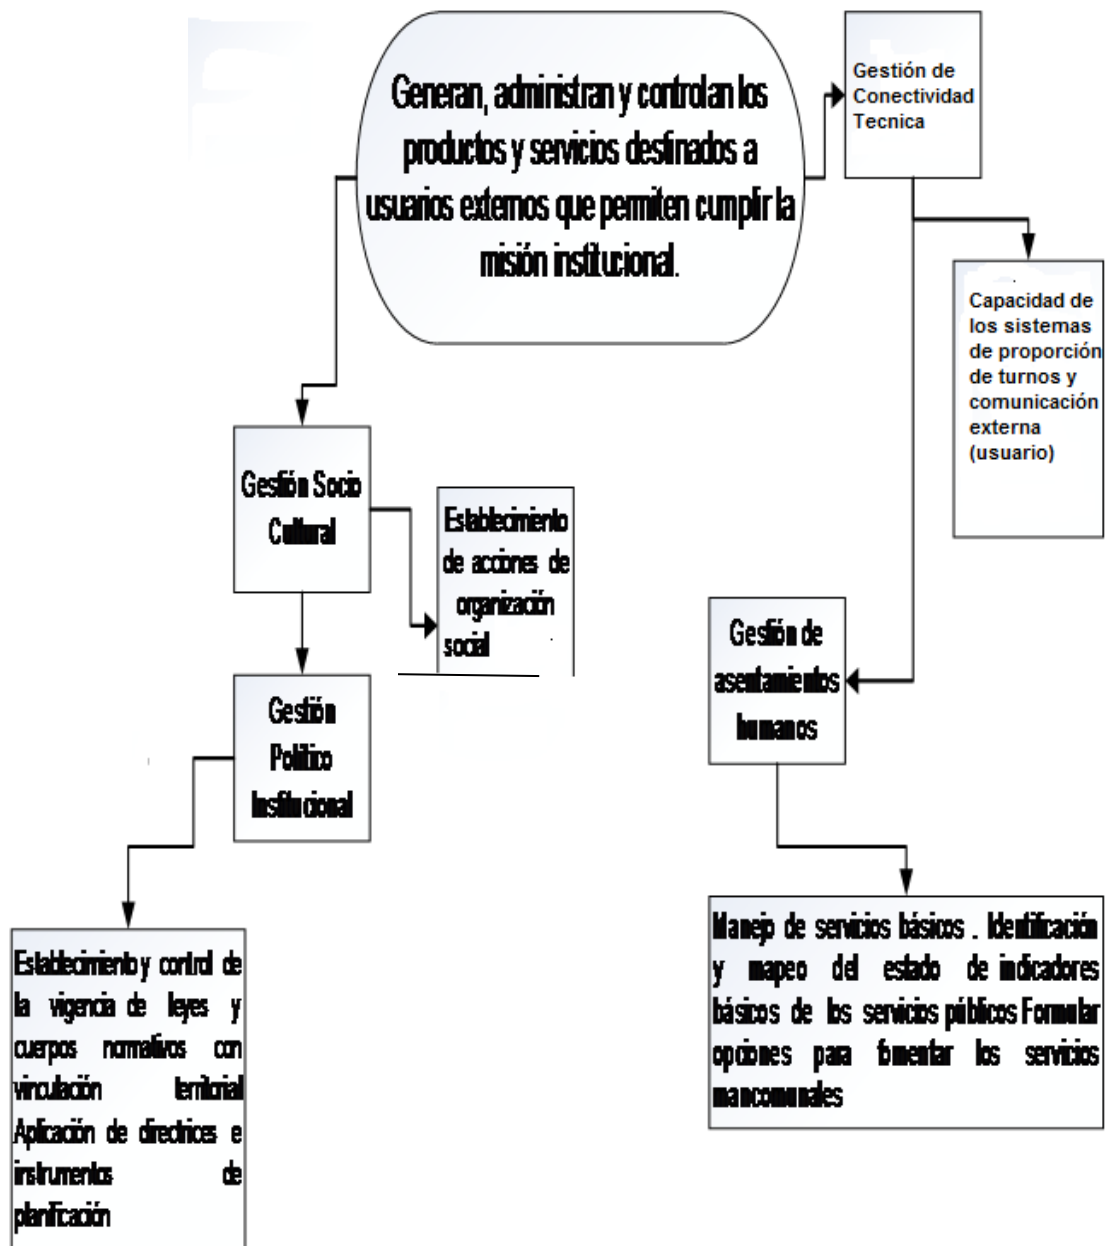 Generan, administran y controlan los
productos y servicios destinados a
usuarios externos que permiten cumplir la
misión institucional.
Gestión de
Conectividad
Tecnica
Capacidad de
los sistemas
de proporción
de turnos y
comunicación
externa
(usuario)
Gestión Socio
Cultural
Establecimiento
de acciones de
organización
social
Gestión de
asentamientos
humanos
Gestión
Político
Institucional
Manejo de servicios básicos . Identificación
y mapeo del estado de indicadores
básicos de los servicios públicos Formular
opciones para fomentar los servicios
mancomunales
Establecimiento y control de
la vigencia de leyes y
cuerpos normativos con
vinculación territorial
Aplicación de directrices e
instrumentos de
planificación